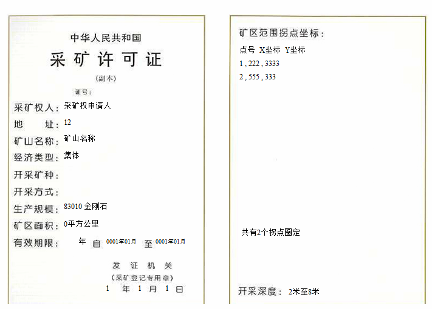 中华人民共和国
采矿许可证
(副本)
证号:
采矿权人: 采矿权申请人
地 址: 12
矿山名称: 矿山名称
经济类型: 集体
开采矿种:
开采方式:
生产规模: 83010 金刚石
矿区面积: 0平方公里
有效期限: 年 自 0001年01月 至 0001年01月
发 证 机 关
(采矿登记专用章)
1 年 1 月 1 日
矿区范围拐点坐标:
点号 X坐标 Y坐标
1, 222, 3333
2, 555, 333
共有2个拐点圈定
开采深度: 2米至8米